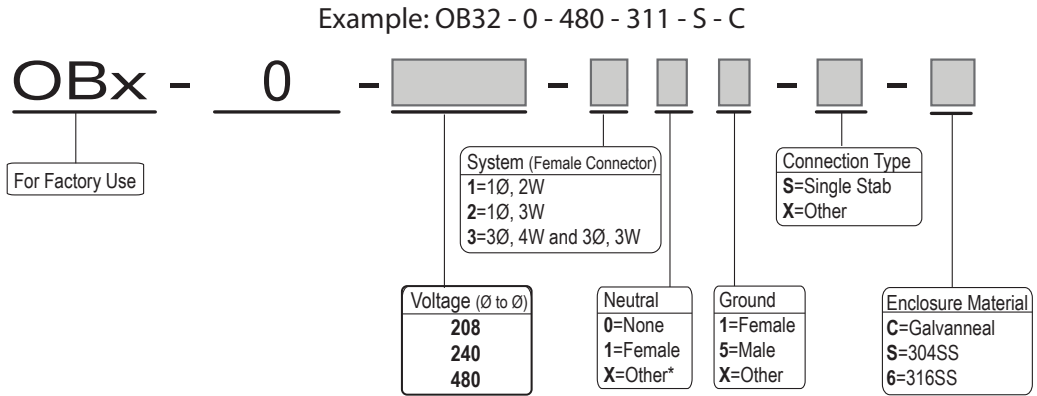 Example: OB32 - 0 - 480 - 311 - S - C
OBx - 0 - - - -
For Factory Use
System (Female Connector)
1=1Ø, 2W
2=1Ø, 3W
3=3Ø, 4W and 3Ø, 3W
Connection Type
S=Single Stab
X=Other
Voltage (Ø to Ø)
208
240
480
Neutral
0=None
1=Female
X=Other*
Ground
1=Female
5=Male
X=Other
Enclosure Material
C=Galvanneal
S=304SS
6=316SS